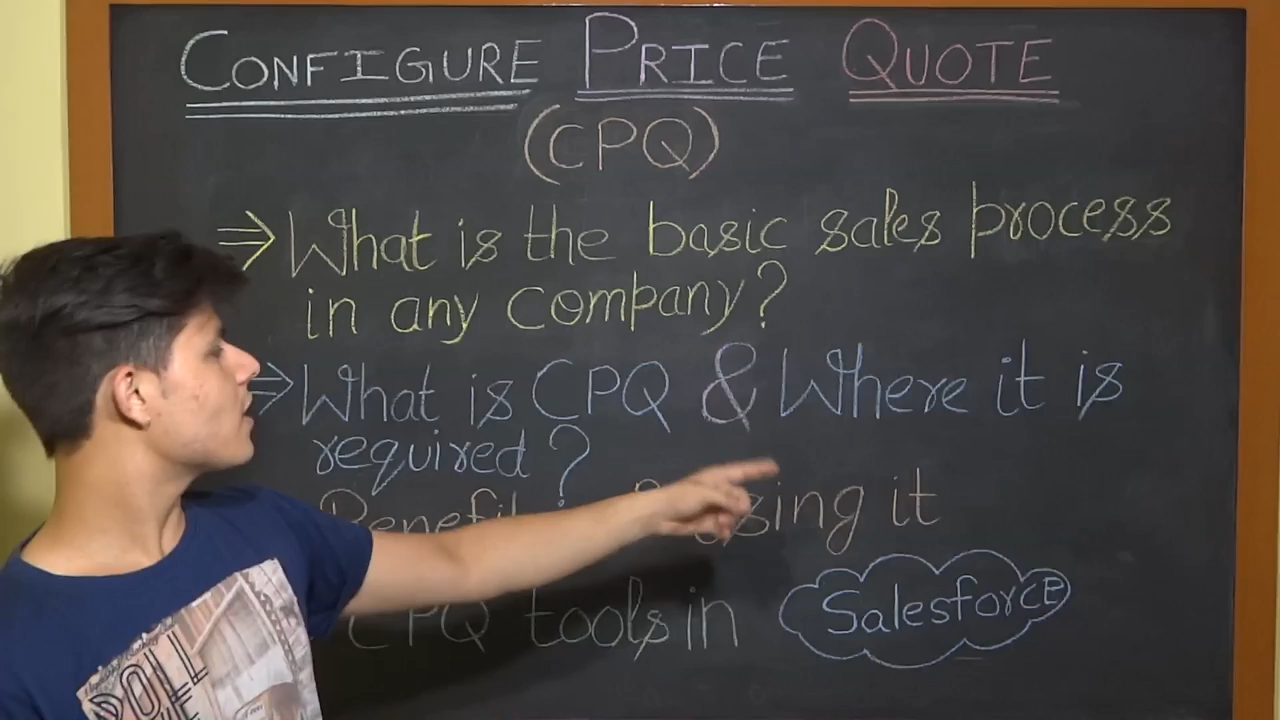 CONFIGURE PRICE QUOTE
(CPQ)
⇒ What is the basic sales process
in any company?
⇒ What is CPQ & Where it is
required?
it
CPQ tools in Salesforce